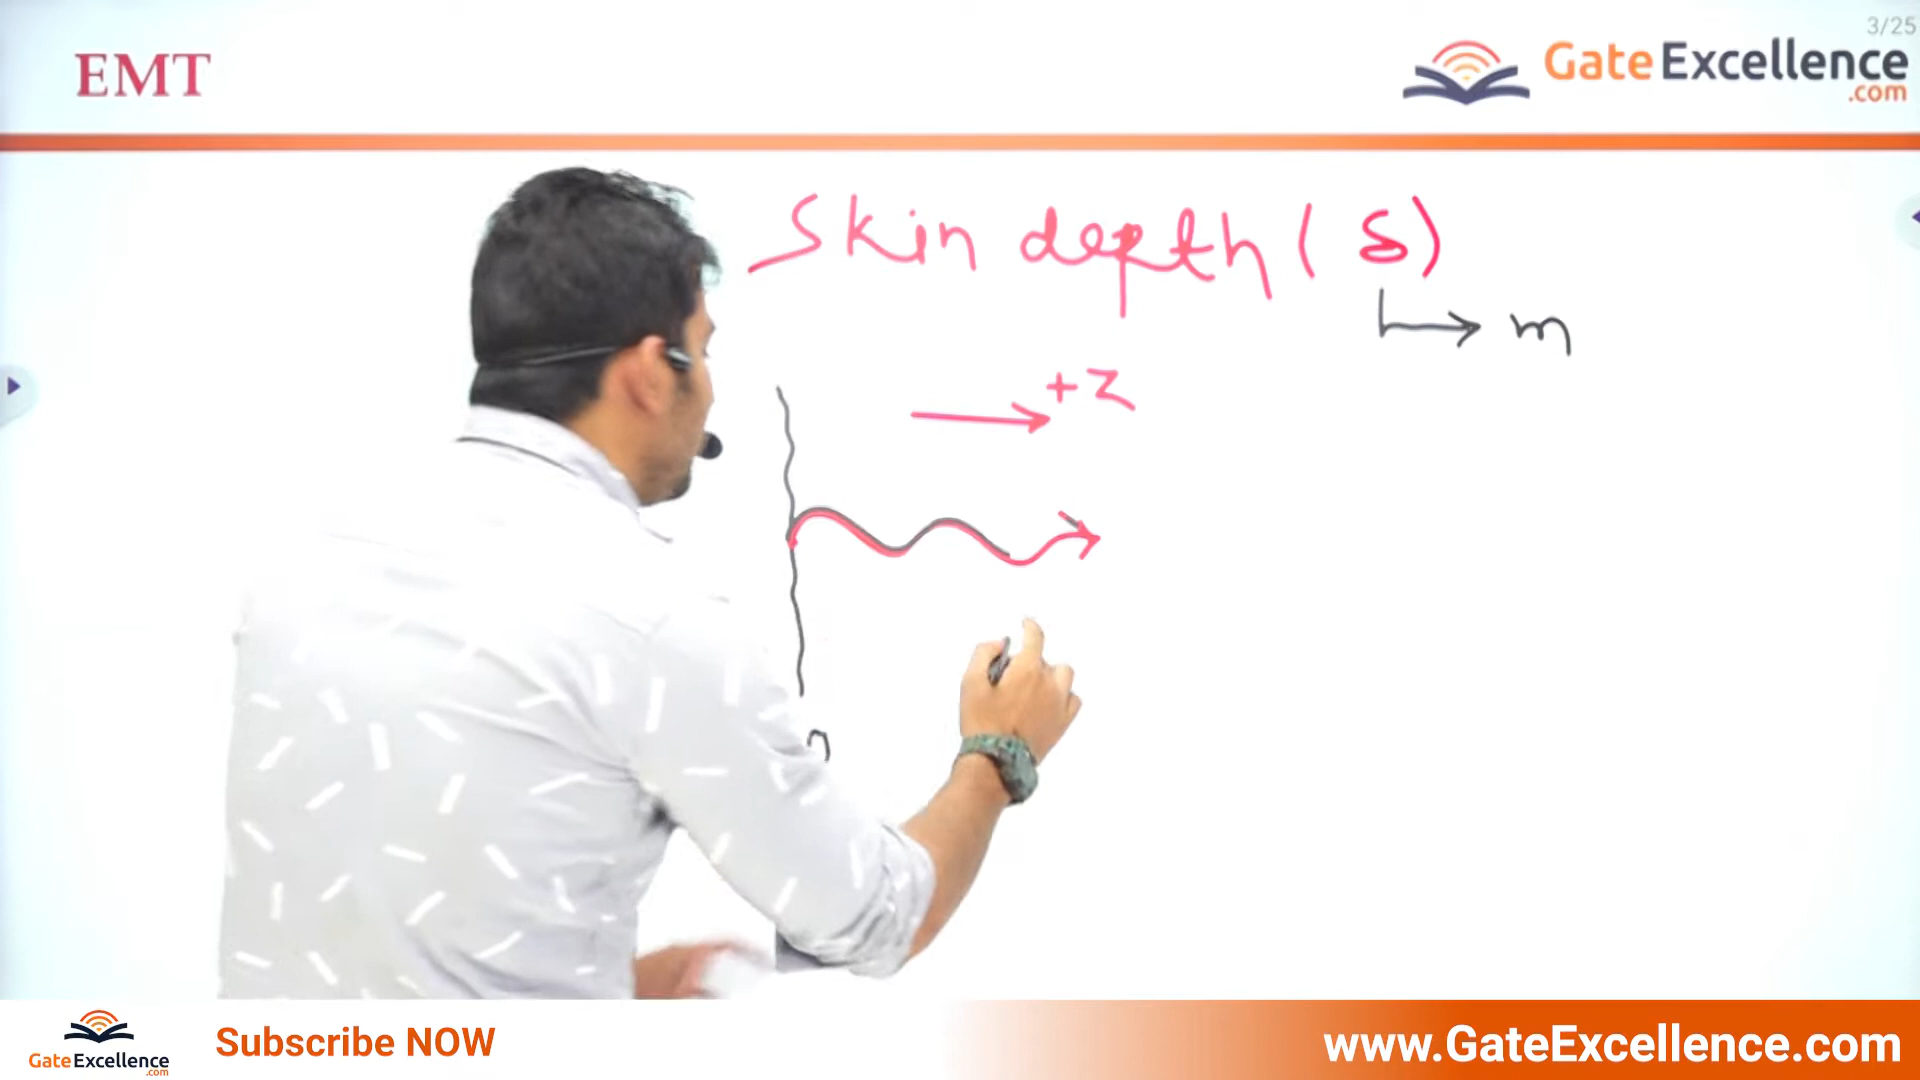 3/25
EMT
GateExcellence
.com
Skin depth (δ)
m
+z
GateExcellence
.com
Subscribe NOW
www.GateExcellence.com